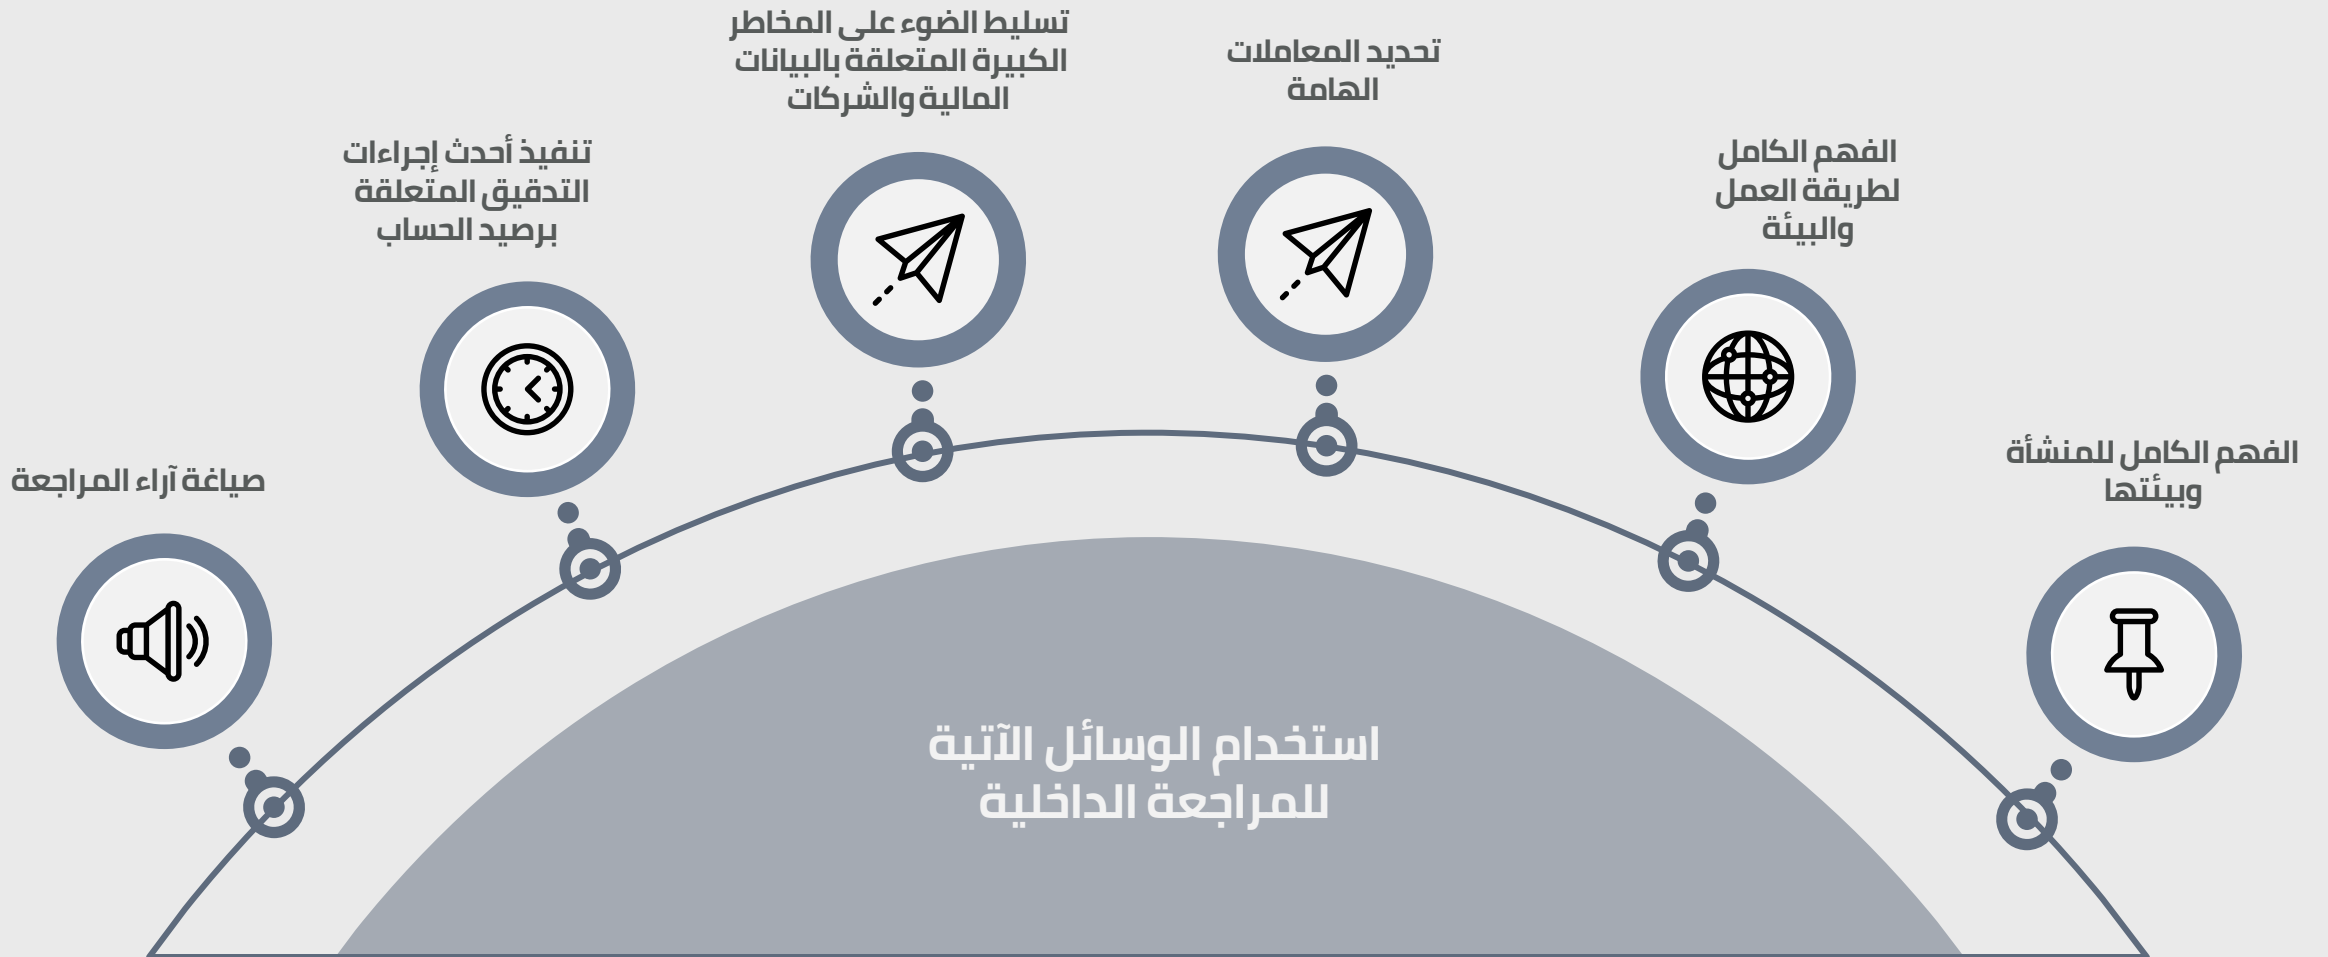 الفهم الكامل للمنشأة
وبيئتها
الفهم الكامل
لطريقة العمل
والبيئة
تحديد المعاملات
الهامة
تسليط الضوء على المخاطر
الكبيرة المتعلقة بالبيانات
المالية والشركات
تنفيذ أحدث إجراءات
التدقيق المتعلقة
برصيد الحساب
صياغة آراء المراجعة
استخدام الوسائل الآتية
للمراجعة الداخلية